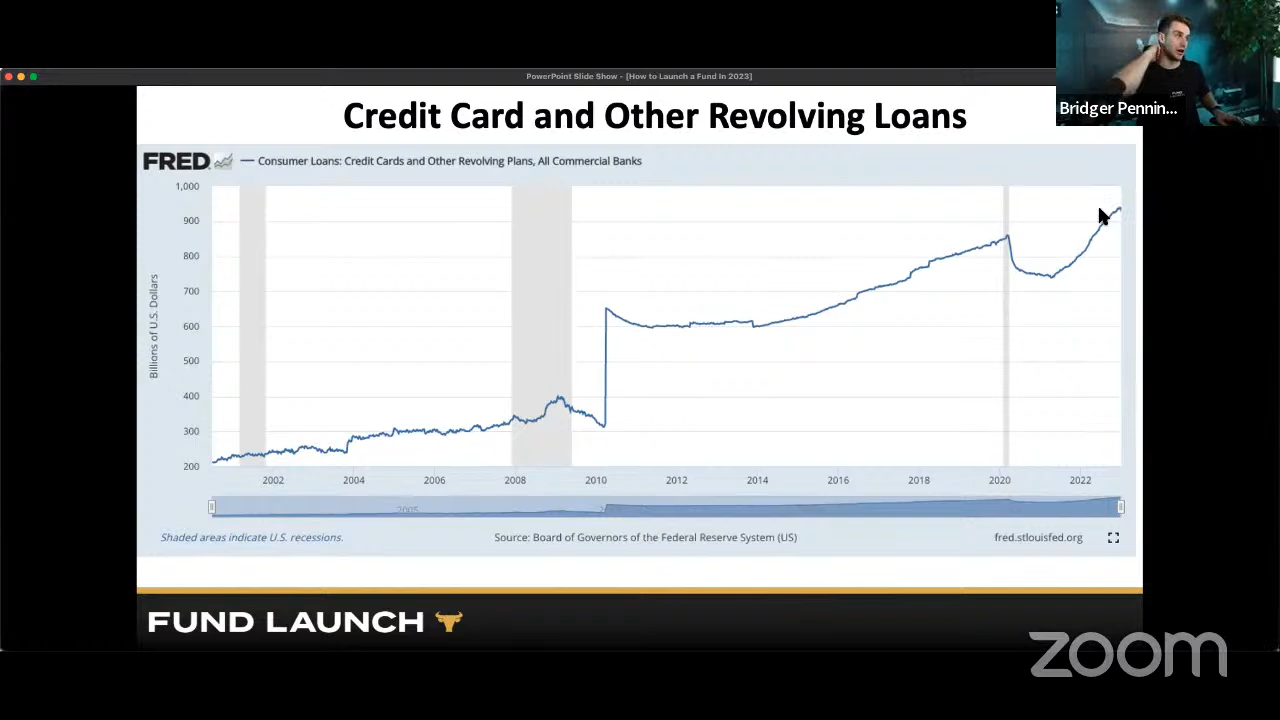 PowerPoint Slide Show - [How to Launch a Fund In 2023]
Bridger Pennin...
Credit Card and Other Revolving Loans
FRED
Consumer Loans: Credit Cards and Other Revolving Plans, All Commercial Banks
1,000
900
800
700
600
500
400
300
200
Billions of U.S. Dollars
2002 2004 2006 2008 2010 2012 2014 2016 2018 2020 2022
2005
Shaded areas indicate U.S. recessions.
Source: Board of Governors of the Federal Reserve System (US)
fred.stlouisfed.org
FUND LAUNCH
zoom